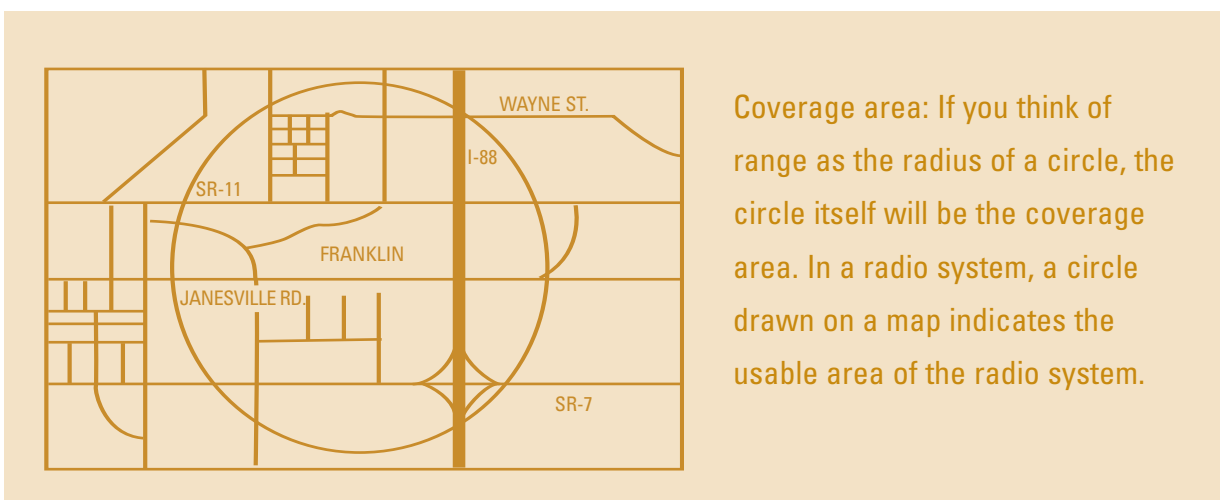 WAYNE ST.
I-88
SR-11
FRANKLIN
JANESVILLE RD.
SR-7
Coverage area: If you think of
range as the radius of a circle, the
circle itself will be the coverage
area. In a radio system, a circle
drawn on a map indicates the
usable area of the radio system.